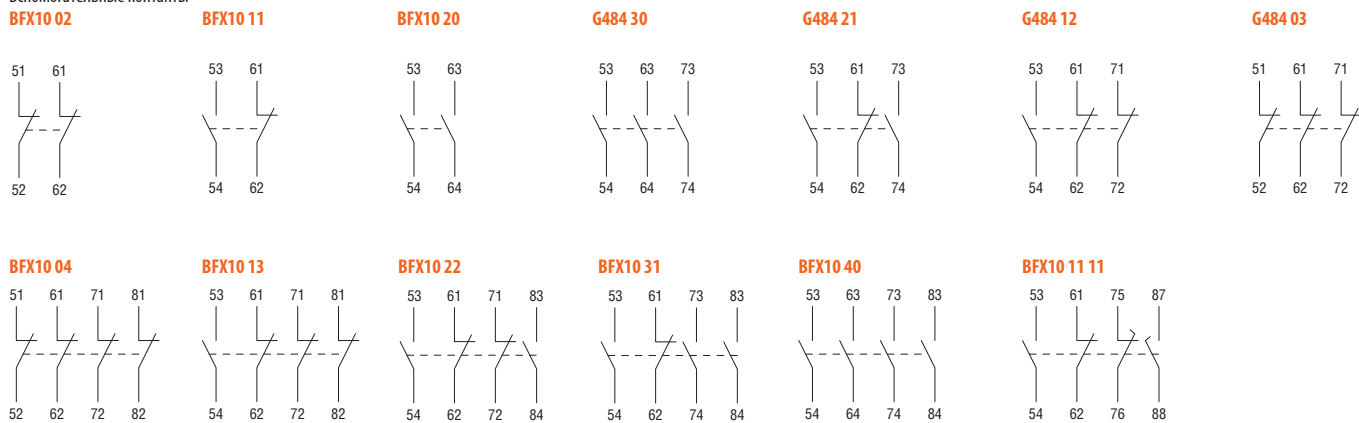 Вспомогательные контакты
BFX10 02 BFX10 11 BFX10 20 G484 30 G484 21 G484 12 G484 03
51 61 53 61 53 63 53 63 73 53 61 73 53 61 71 51 61 71
52 62 54 62 54 64 54 64 74 54 62 74 54 62 72 52 62 72
BFX10 04 BFX10 13 BFX10 22 BFX10 31 BFX10 40 BFX10 11 11
51 61 71 81 53 61 71 81 53 61 71 83 53 61 73 83 53 63 73 83 53 61 75 87
52 62 72 82 54 62 72 82 54 62 72 84 54 62 74 84 54 64 74 84 54 62 76 88